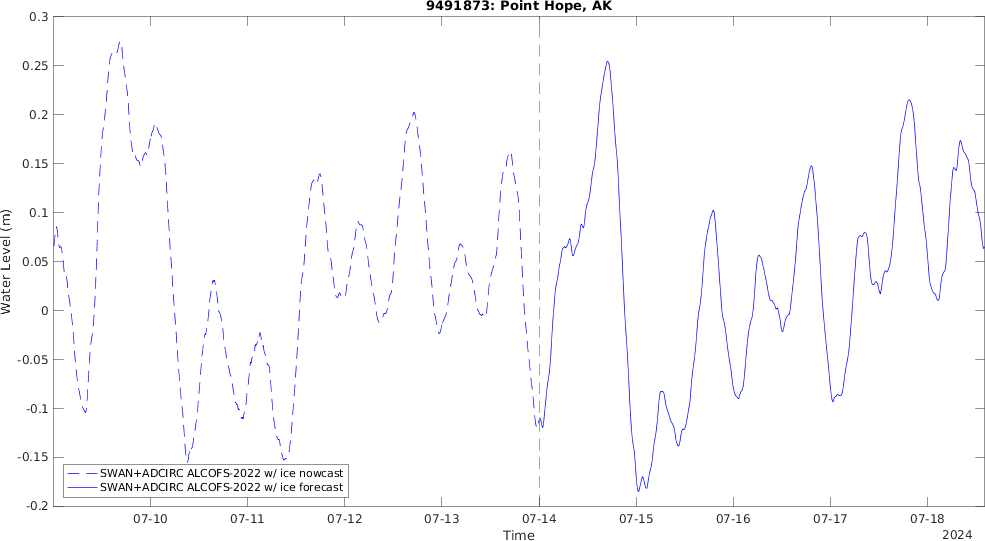 9491873: Point Hope, AK
0.3
0.25
0.2
0.15
0.1
0.05
0
-0.05
-0.1
-0.15
-0.2
Water Level (m)
SWAN+ADCIRC ALCOFS-2022 w/ ice nowcast
SWAN+ADCIRC ALCOFS-2022 w/ ice forecast
07-10 07-11 07-12 07-13 07-14 07-15 07-16 07-17 07-18
Time
2024